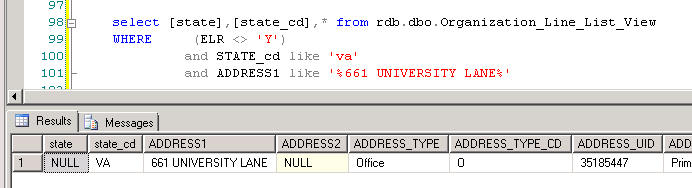 97
98 select [state],[state_cd],* from rdb.dbo.Organization_Line_List_View
99 WHERE (ELR <> 'Y')
100 and STATE_cd like 'va'
101 and ADDRESS1 like '%661 UNIVERSITY LANE%'
Results Messages
state state_cd ADDRESS1 ADDRESS2 ADDRESS_TYPE ADDRESS_TYPE_CD ADDRESS_UID ADDR
1 NULL VA 661 UNIVERSITY LANE NULL Office O 35185447 Prim